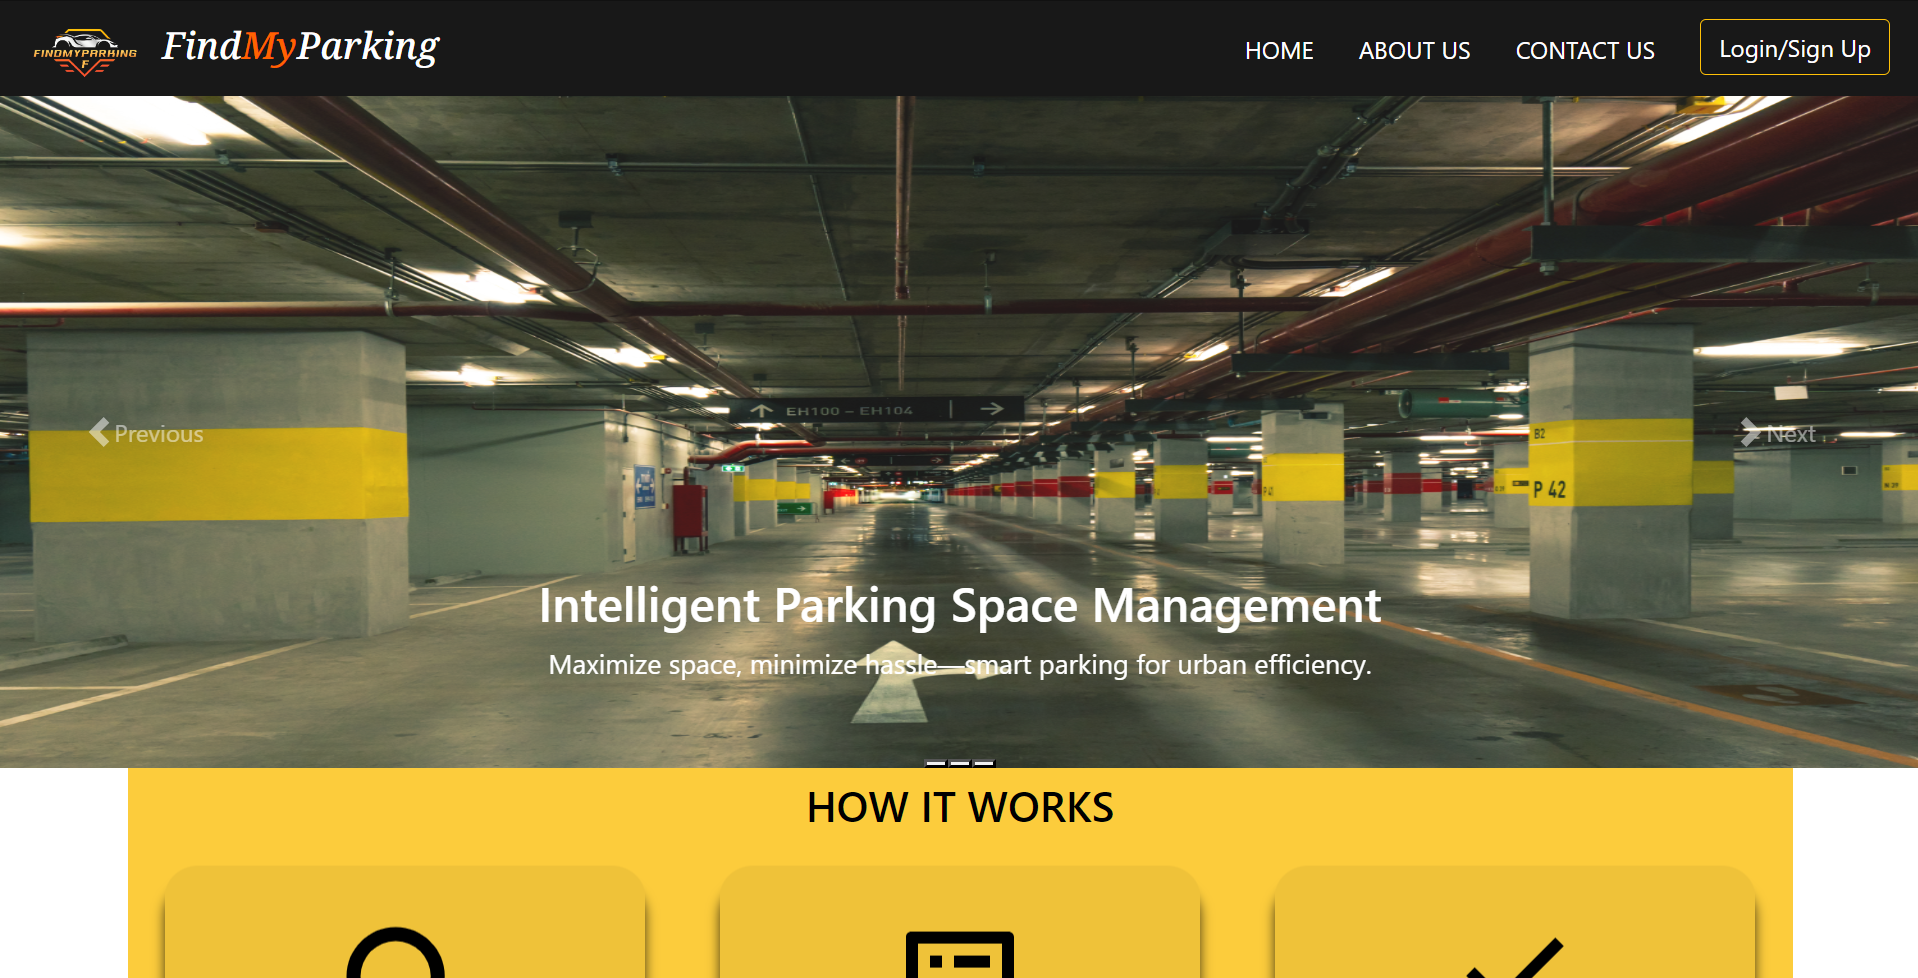 FINDMYPARKING
F
FindMyParking
HOME
ABOUT US
CONTACT US
Login/Sign Up
EH100 – EH104
Previous
B2
Next
P 42
Intelligent Parking Space Management
Maximize space, minimize hassle—smart parking for urban efficiency.
HOW IT WORKS